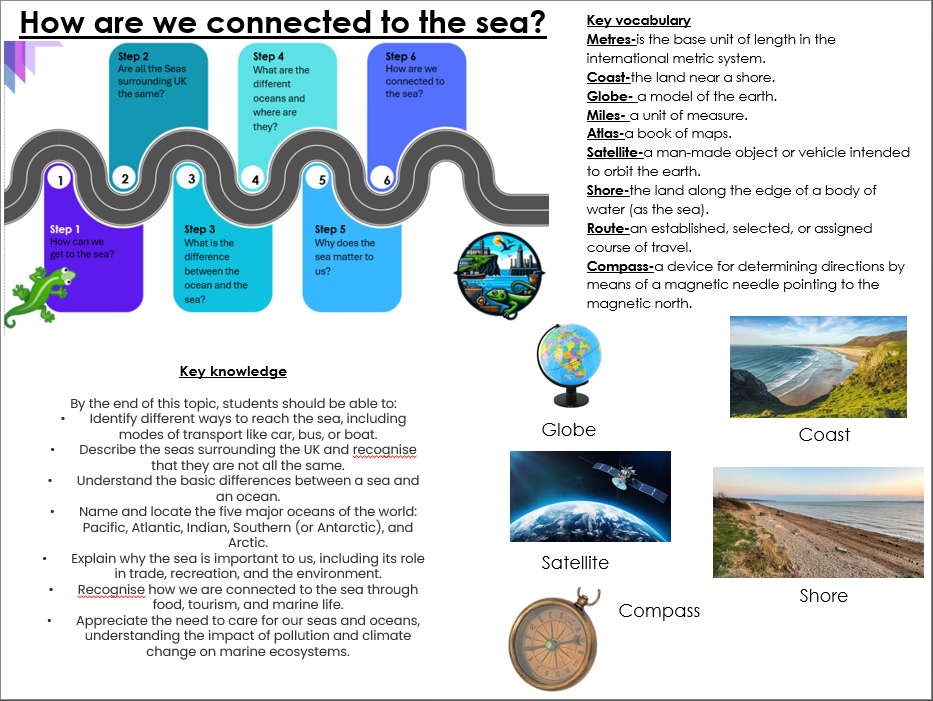 How are we connected to the sea?
Step 2
Are all the Seas
surrounding UK
the same?
Step 4
What are the
different
oceans and
where are
they?
Step 6
How are we
connected to
the sea?
1
2
3
4
5
6
Step 1
How can we
get to the sea?
Step 3
What is the
difference
between the
ocean and the
sea?
Step 5
Why does the
sea matter to
us?
Key knowledge
By the end of this topic, students should be able to:
• Identify different ways to reach the sea, including
modes of transport like car, bus, or boat.
• Describe the seas surrounding the UK and recognise
that they are not all the same.
• Understand the basic differences between a sea and
an ocean.
• Name and locate the five major oceans of the world:
Pacific, Atlantic, Indian, Southern (or Antarctic), and
Arctic.
• Explain why the sea is important to us, including its role
in trade, recreation, and the environment.
• Recognise how we are connected to the sea through
food, tourism, and marine life.
• Appreciate the need to care for our seas and oceans,
understanding the impact of pollution and climate
change on marine ecosystems.
Key vocabulary
Metres-is the base unit of length in the
international metric system.
Coast-the land near a shore.
Globe- a model of the earth.
Miles- a unit of measure.
Atlas-a book of maps.
Satellite-a man-made object or vehicle intended
to orbit the earth.
Shore-the land along the edge of a body of
water (as the sea).
Route-an established, selected, or assigned
course of travel.
Compass-a device for determining directions by
means of a magnetic needle pointing to the
magnetic north.
Globe
Coast
Satellite
Shore
Compass